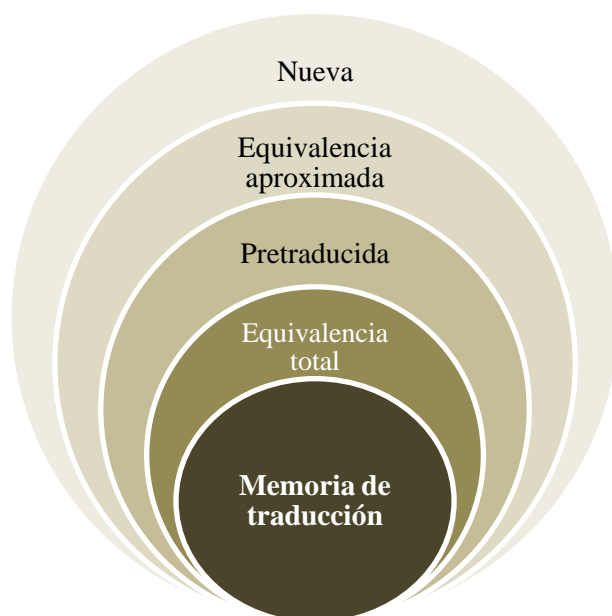 Nueva
Equivalencia
aproximada
Pretraducida
Equivalencia
total
Memoria de
traducción